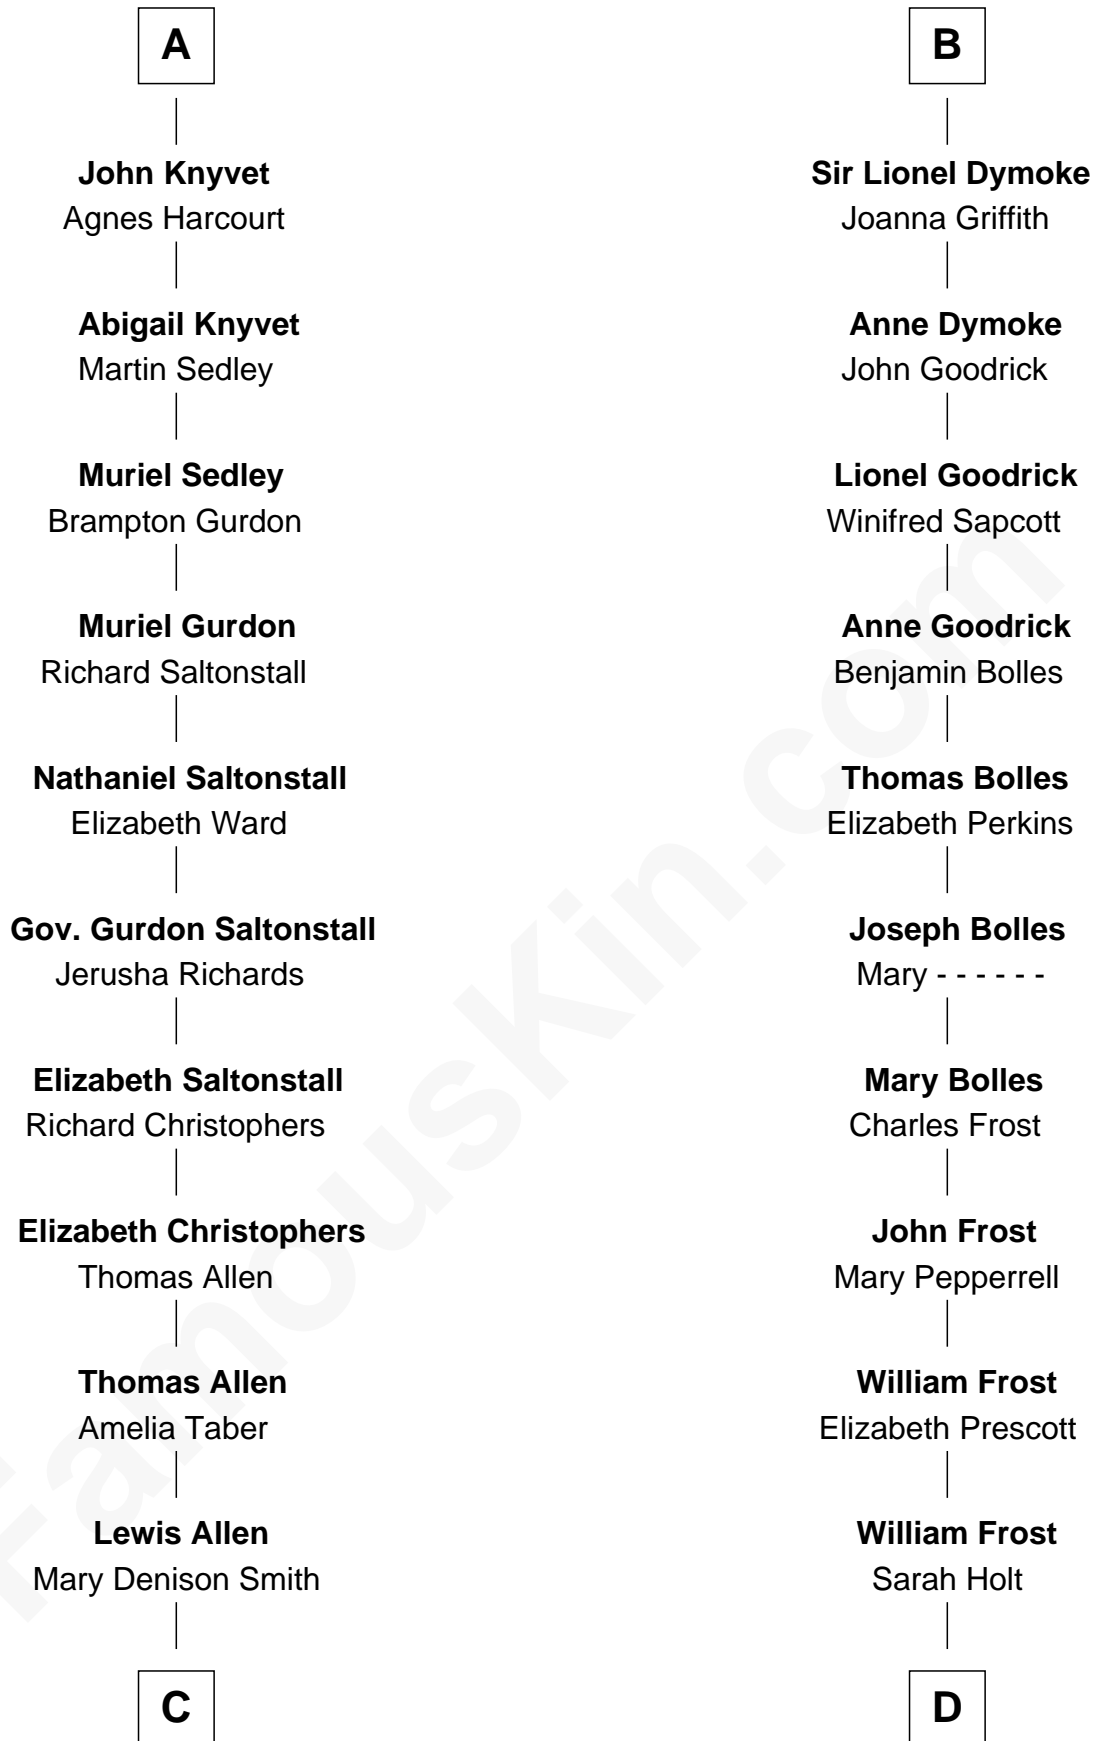 A
John Knyvet
Agnes Harcourt
Abigail Knyvet
Martin Sedley
Muriel Sedley
Brampton Gurdon
Muriel Gurdon
Richard Saltonstall
Nathaniel Saltonstall
Elizabeth Ward
Gov. Gurdon Saltonstall
Jerusha Richards
Elizabeth Saltonstall
Richard Christophers
Elizabeth Christophers
Thomas Allen
Thomas Allen
Amelia Taber
Lewis Allen
Mary Denison Smith
C
B
Sir Lionel Dymoke
Joanna Griffith
Anne Dymoke
John Goodrick
Lionel Goodrick
Winifred Sapcott
Anne Goodrick
Benjamin Bolles
Thomas Bolles
Elizabeth Perkins
Joseph Bolles
Mary - - - - - -
Mary Bolles
Charles Frost
John Frost
Mary Pepperrell
William Frost
Elizabeth Prescott
William Frost
Sarah Holt
D
FamousKin.com